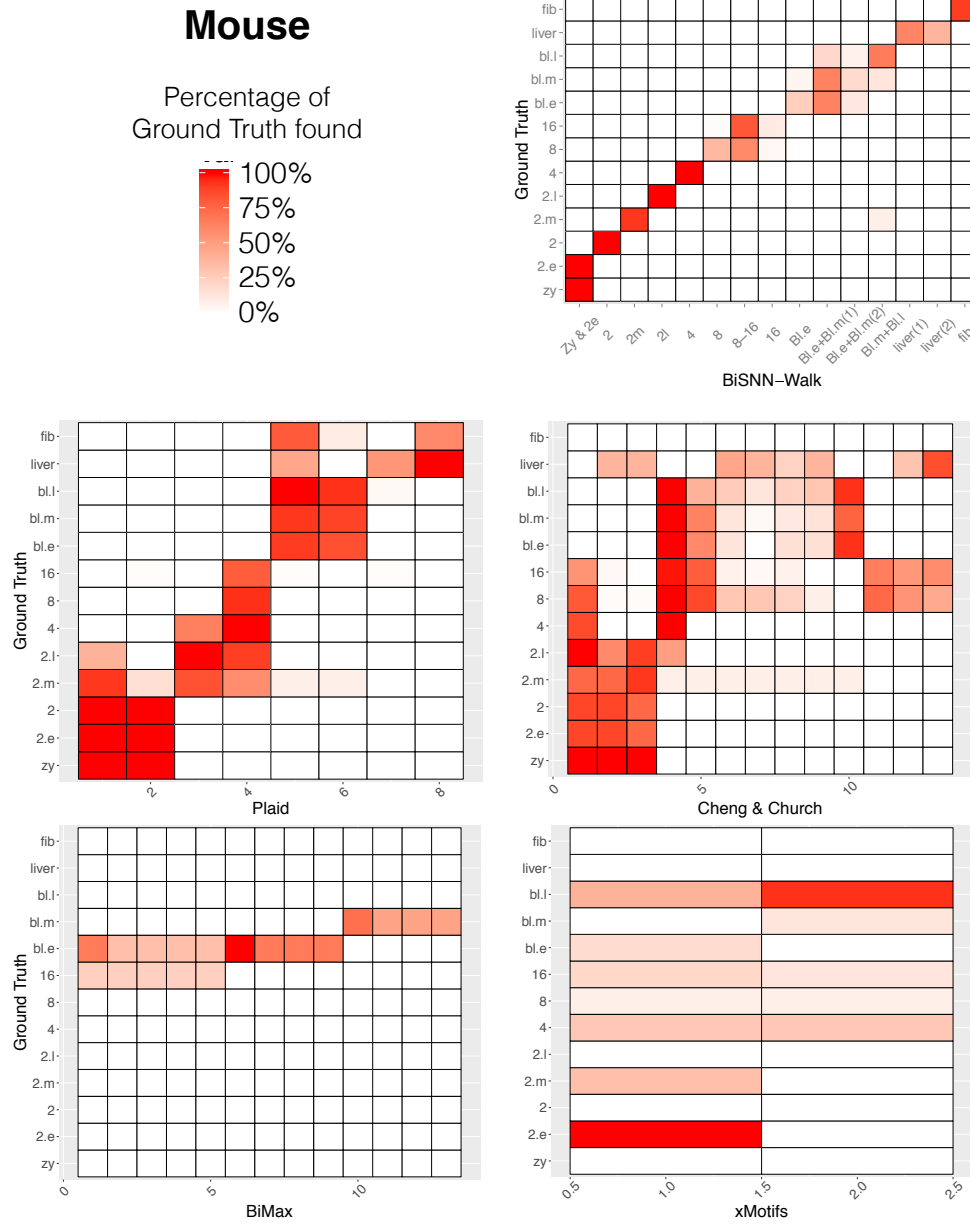 Mouse
Percentage of
Ground Truth found
100%
75%
50%
25%
0%
Ground Truth
fib
liver
bl.l
bl.m
bl.e
16
8
4
2.l
2.m
2
2.e
zy
Zy & 2e
2
2m
2l
4
8
8–16
16
Bl.e
Bl.e+Bl.m(1)
Bl.e+Bl.m(2)
Bl.m+Bl.l
liver(1)
liver(2)
fib
BiSNN–Walk
Ground Truth
fib
liver
bl.l
bl.m
bl.e
16
8
4
2.l
2.m
2
2.e
zy
2
4
6
8
Plaid
fib
liver
bl.l
bl.m
bl.e
16
8
4
2.l
2.m
2
2.e
zy
0
5
10
Cheng & Church
Ground Truth
fib
liver
bl.l
bl.m
bl.e
16
8
4
2.l
2.m
2
2.e
zy
0
5
10
BiMax
fib
liver
bl.l
bl.m
bl.e
16
8
4
2.l
2.m
2
2.e
zy
0.5
1.0
1.5
2.0
2.5
xMotifs